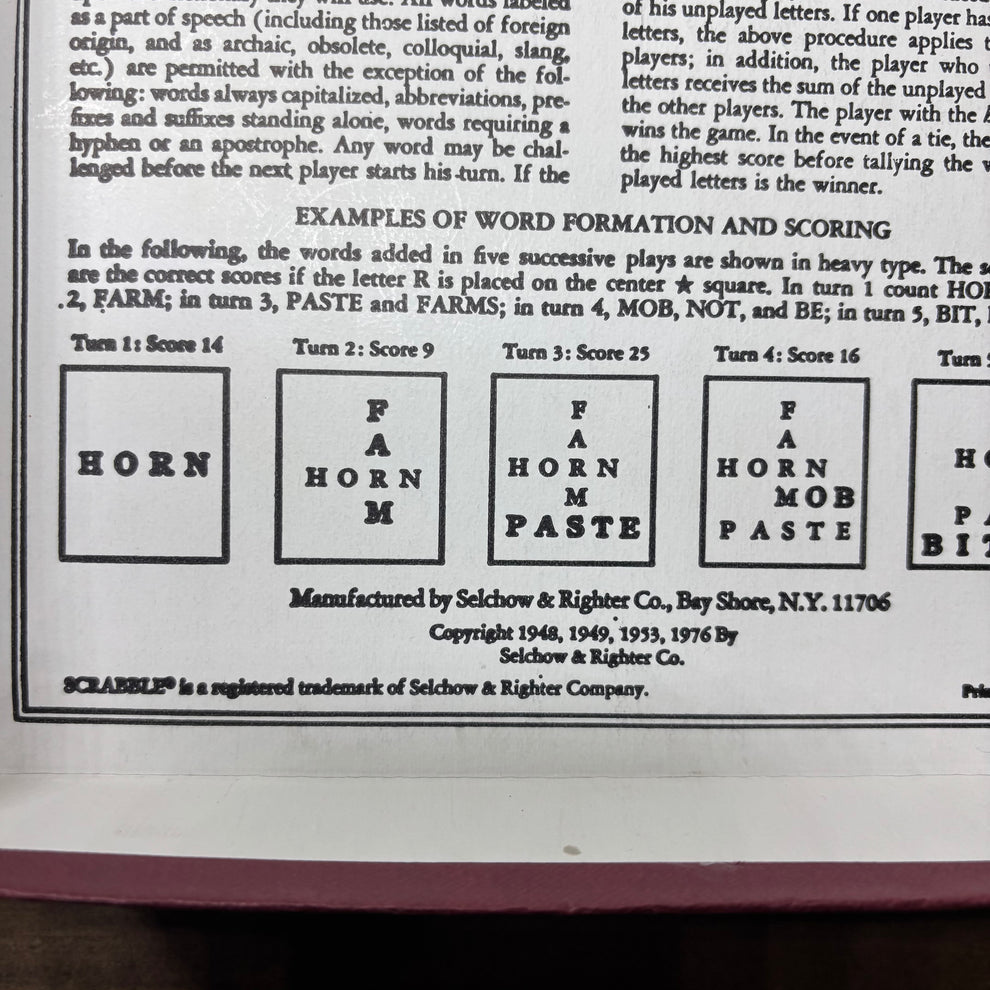 as a part of speech (including those listed of foreign
origin, and as archaic, obsolete, colloquial, slang,
etc.) are permitted with the exception of the fol-
lowing: words always capitalized, abbreviations, pre-
fixes and suffixes standing alone, words requiring a
hyphen or an apostrophe. Any word may be chal-
lenged before the next player starts his turn. If the
of his unplayed letters. If one player has
letters, the above procedure applies
players; in addition, the player who
letters receives the sum of the unplayed
the other players. The player with the
wins the game. In the event of a tie, the
the highest score before tallying the
played letters is the winner.
EXAMPLES OF WORD FORMATION AND SCORING
In the following, the words added in five successive plays are shown in heavy type. The
are the correct scores if the letter R is placed on the center ★ square. In turn 1 count
2, FARM; in turn 3, PASTE and FARMS; in turn 4, MOB, NOT, and BE; in turn 5, BIT,
Turn 1: Score 14
HORN
Turn 2: Score 9
F
A
HORN
M
Turn 3: Score 25
F
A
HORN
M
PASTE
Turn 4: Score 16
F
A
HORN
MOB
PASTE
Turn
H
P
BIT
Manufactured by Selchow & Righter Co., Bay Shore, N.Y. 11706
Copyright 1948, 1949, 1953, 1976 By
Selchow & Righter Co.
SCRABBLE® is a registered trademark of Selchow & Righter Company.